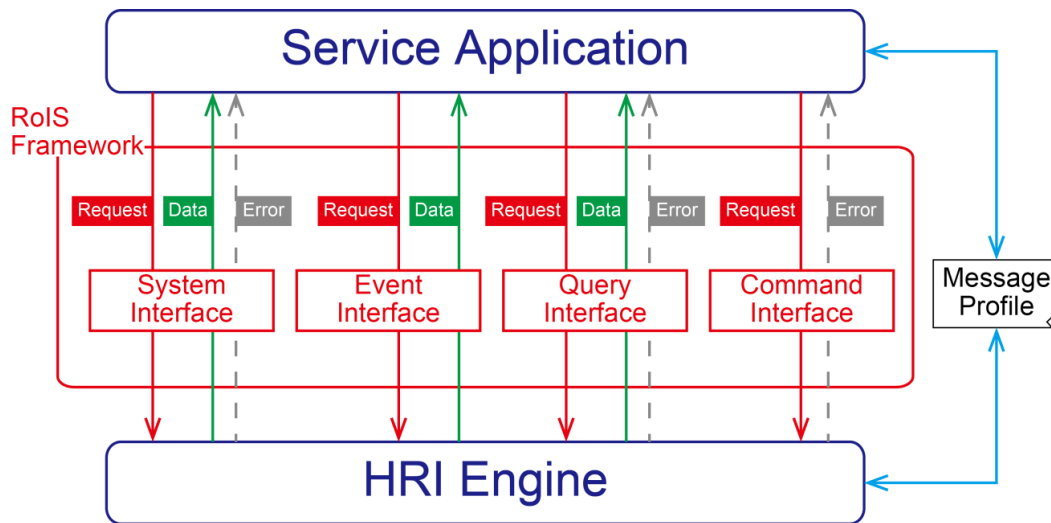 Service Application
RoIS
Framework
Request
Data
Error
Request
Data
Request
Data
Error
Request
Error
System
Interface
Event
Interface
Query
Interface
Command
Interface
Message
Profile
HRI Engine